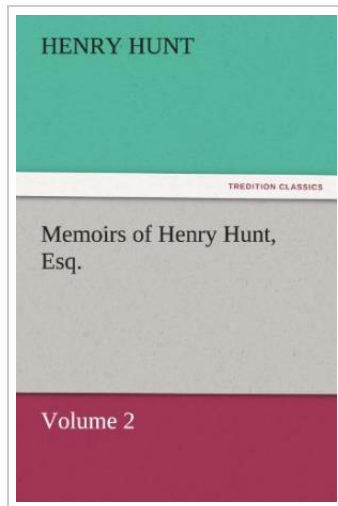 HENRY HUNT
TREDITION CLASSICS
Memoirs of Henry Hunt,
Esq.
Volume 2